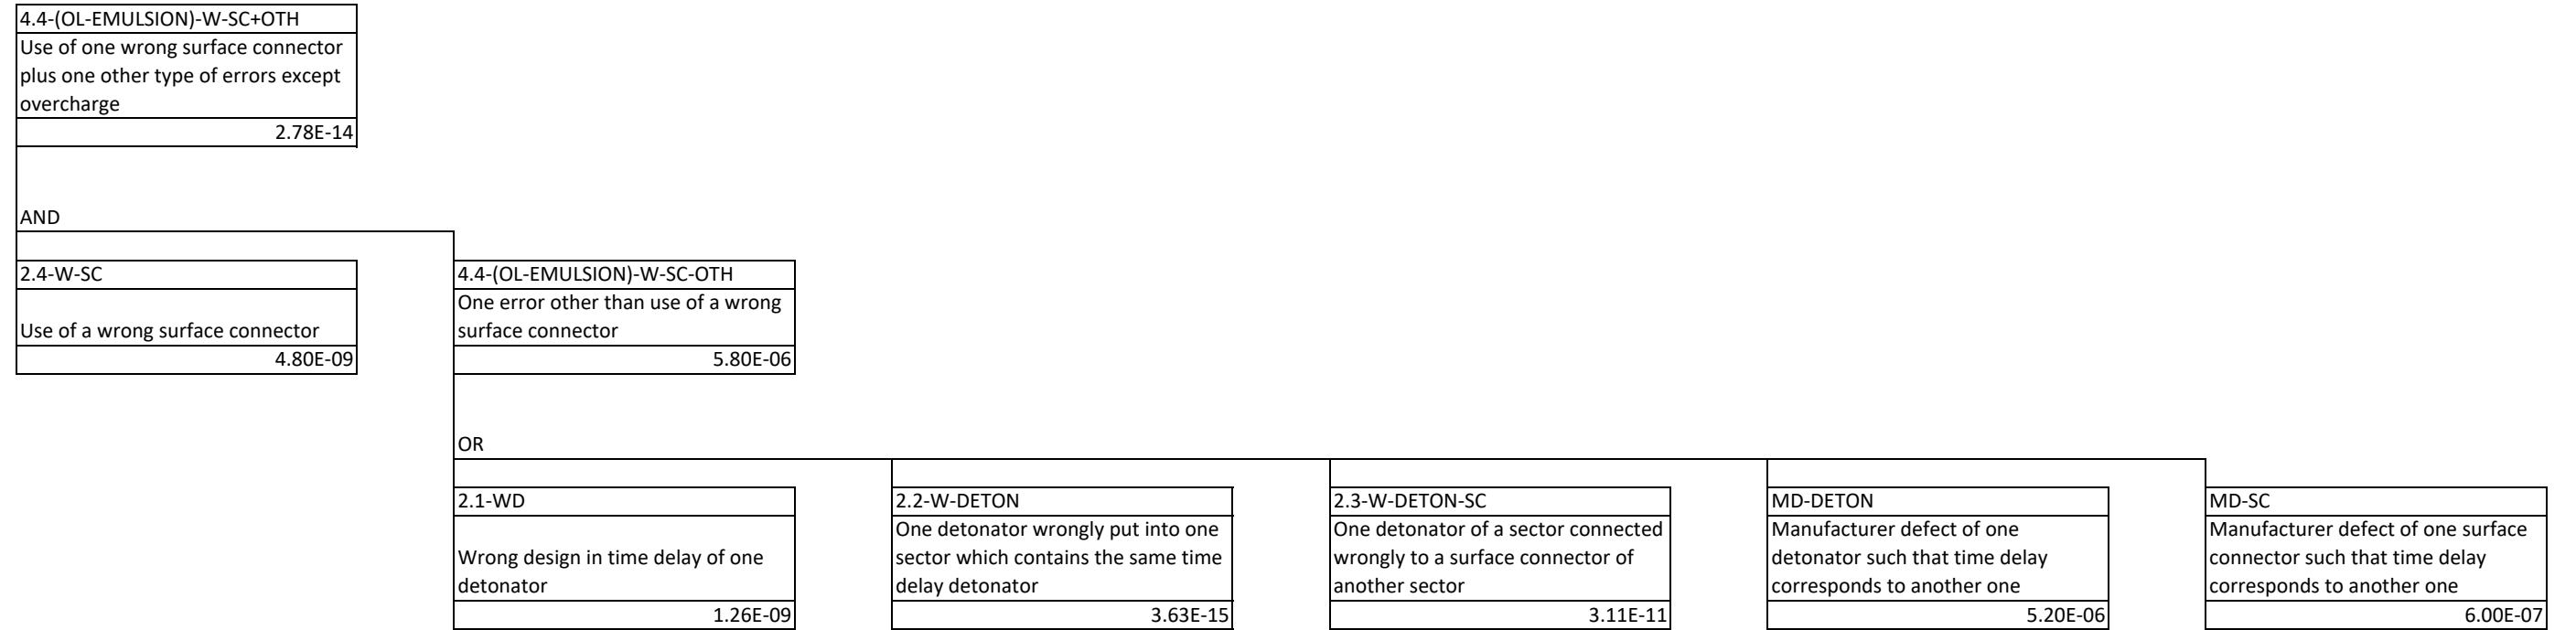 4.4-(OL-EMULSION)-W-SC+OTH
Use of one wrong surface connector
plus one other type of errors except
overcharge
2.78E-14
AND
2.4-W-SC
Use of a wrong surface connector
4.80E-09
4.4-(OL-EMULSION)-W-SC-OTH
One error other than use of a wrong
surface connector
5.80E-06
OR
2.1-WD
Wrong design in time delay of one
detonator
1.26E-09
2.2-W-DETON
One detonator wrongly put into one
sector which contains the same time
delay detonator
3.63E-15
2.3-W-DETON-SC
One detonator of a sector connected
wrongly to a surface connector of
another sector
3.11E-11
MD-DETON
Manufacturer defect of one
detonator such that time delay
corresponds to another one
5.20E-06
MD-SC
Manufacturer defect of one surface
connector such that time delay
corresponds to another one
6.00E-07